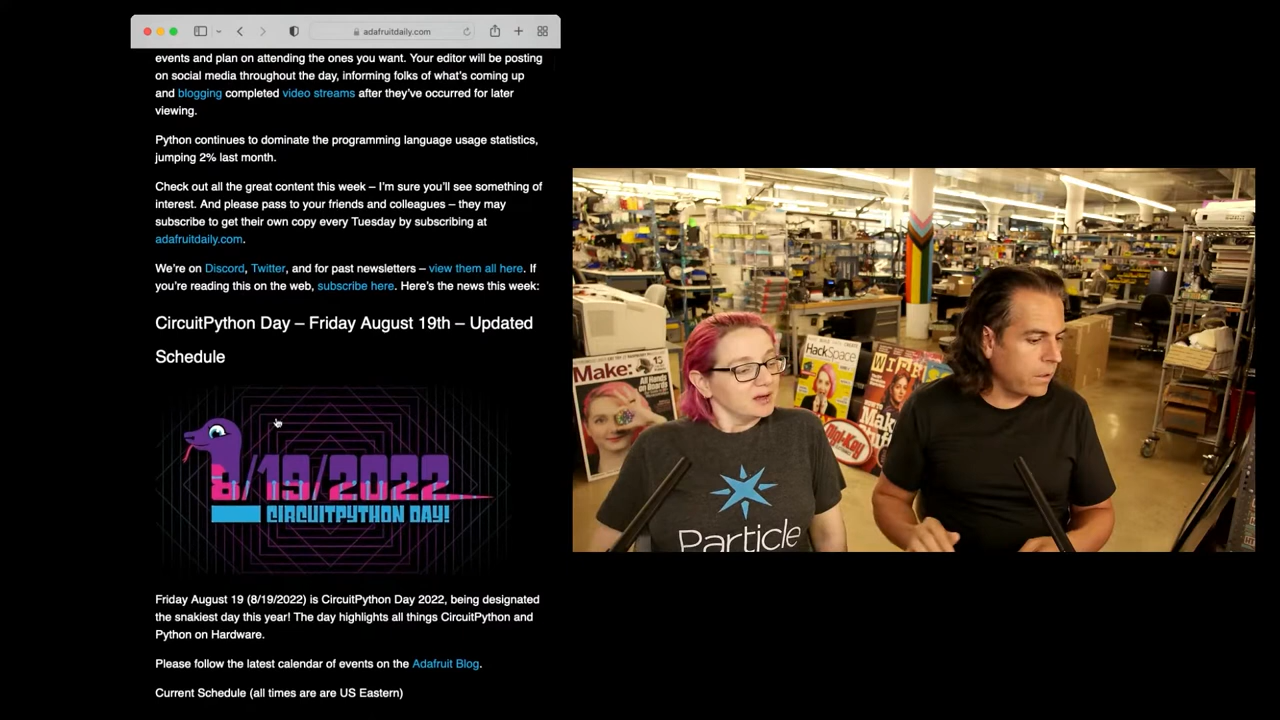 adafruitdaily.com
events and plan on attending the ones you want. Your editor will be posting
on social media throughout the day, informing folks of what's coming up
and blogging completed video streams after they've occurred for later
viewing.
Python continues to dominate the programming language usage statistics,
jumping 2% last month.
Check out all the great content this week – I'm sure you'll see something of
interest. And please pass to your friends and colleagues – they may
subscribe to get their own copy every Tuesday by subscribing at
adafruitdaily.com.
We're on Discord, Twitter, and for past newsletters – view them all here. If
you're reading this on the web, subscribe here. Here's the news this week:
CircuitPython Day – Friday August 19th – Updated
Schedule
8/19/2022
CIRCUITPYTHON DAY!
Friday August 19 (8/19/2022) is CircuitPython Day 2022, being designated
the snakiest day this year! The day highlights all things CircuitPython and
Python on Hardware.
Please follow the latest calendar of events on the Adafruit Blog.
Current Schedule (all times are are US Eastern)
Make:
All
Hands
on
Boards
HackSpace
WIRED
Digi-Key
Particle